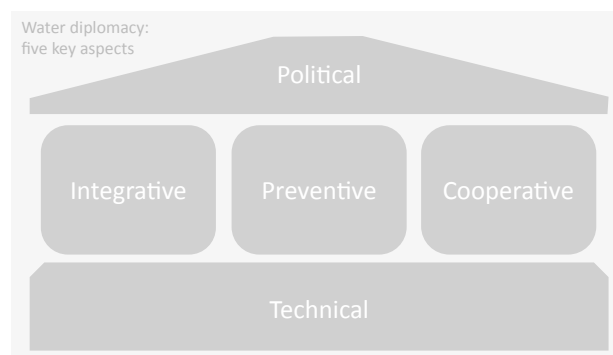 Water diplomacy:
five key aspects
Political
Integrative
Preventive
Cooperative
Technical